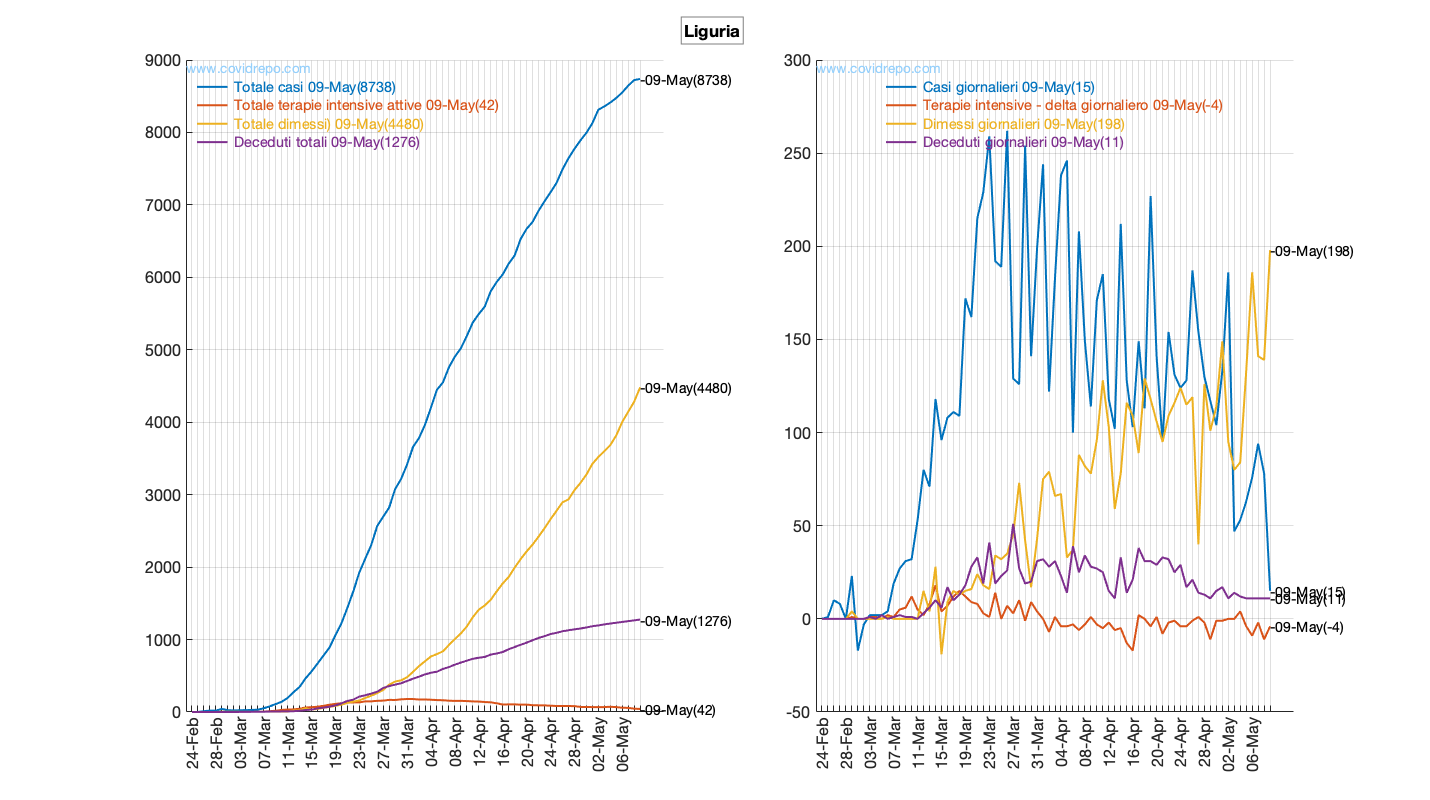 Liguria
www.covidrepo.com
Totale casi 09-May(8738)
Totale terapie intensive attive 09-May(42)
Totale dimessi) 09-May(4480)
Deceduti totali 09-May(1276)
9000
8000
7000
6000
5000
4000
3000
2000
1000
0
-09-May(8738)
-09-May(4480)
-09-May(1276)
-09-May(42)
24-Feb
28-Feb
03-Mar
07-Mar
11-Mar
15-Mar
19-Mar
23-Mar
27-Mar
31-Mar
04-Apr
08-Apr
12-Apr
16-Apr
20-Apr
24-Apr
28-Apr
02-May
06-May
www.covidrepo.com
Casi giornalieri 09-May(15)
Terapie intensive - delta giornaliero 09-May(-4)
Dimessi giornalieri 09-May(198)
Deceduti giornalieri 09-May(11)
300
250
200
150
100
50
0
-50
-09-May(198)
-09-May(15)
-09-May(11)
-09-May(-4)
24-Feb
28-Feb
03-Mar
07-Mar
11-Mar
15-Mar
19-Mar
23-Mar
27-Mar
31-Mar
04-Apr
08-Apr
12-Apr
16-Apr
20-Apr
24-Apr
28-Apr
02-May
06-May